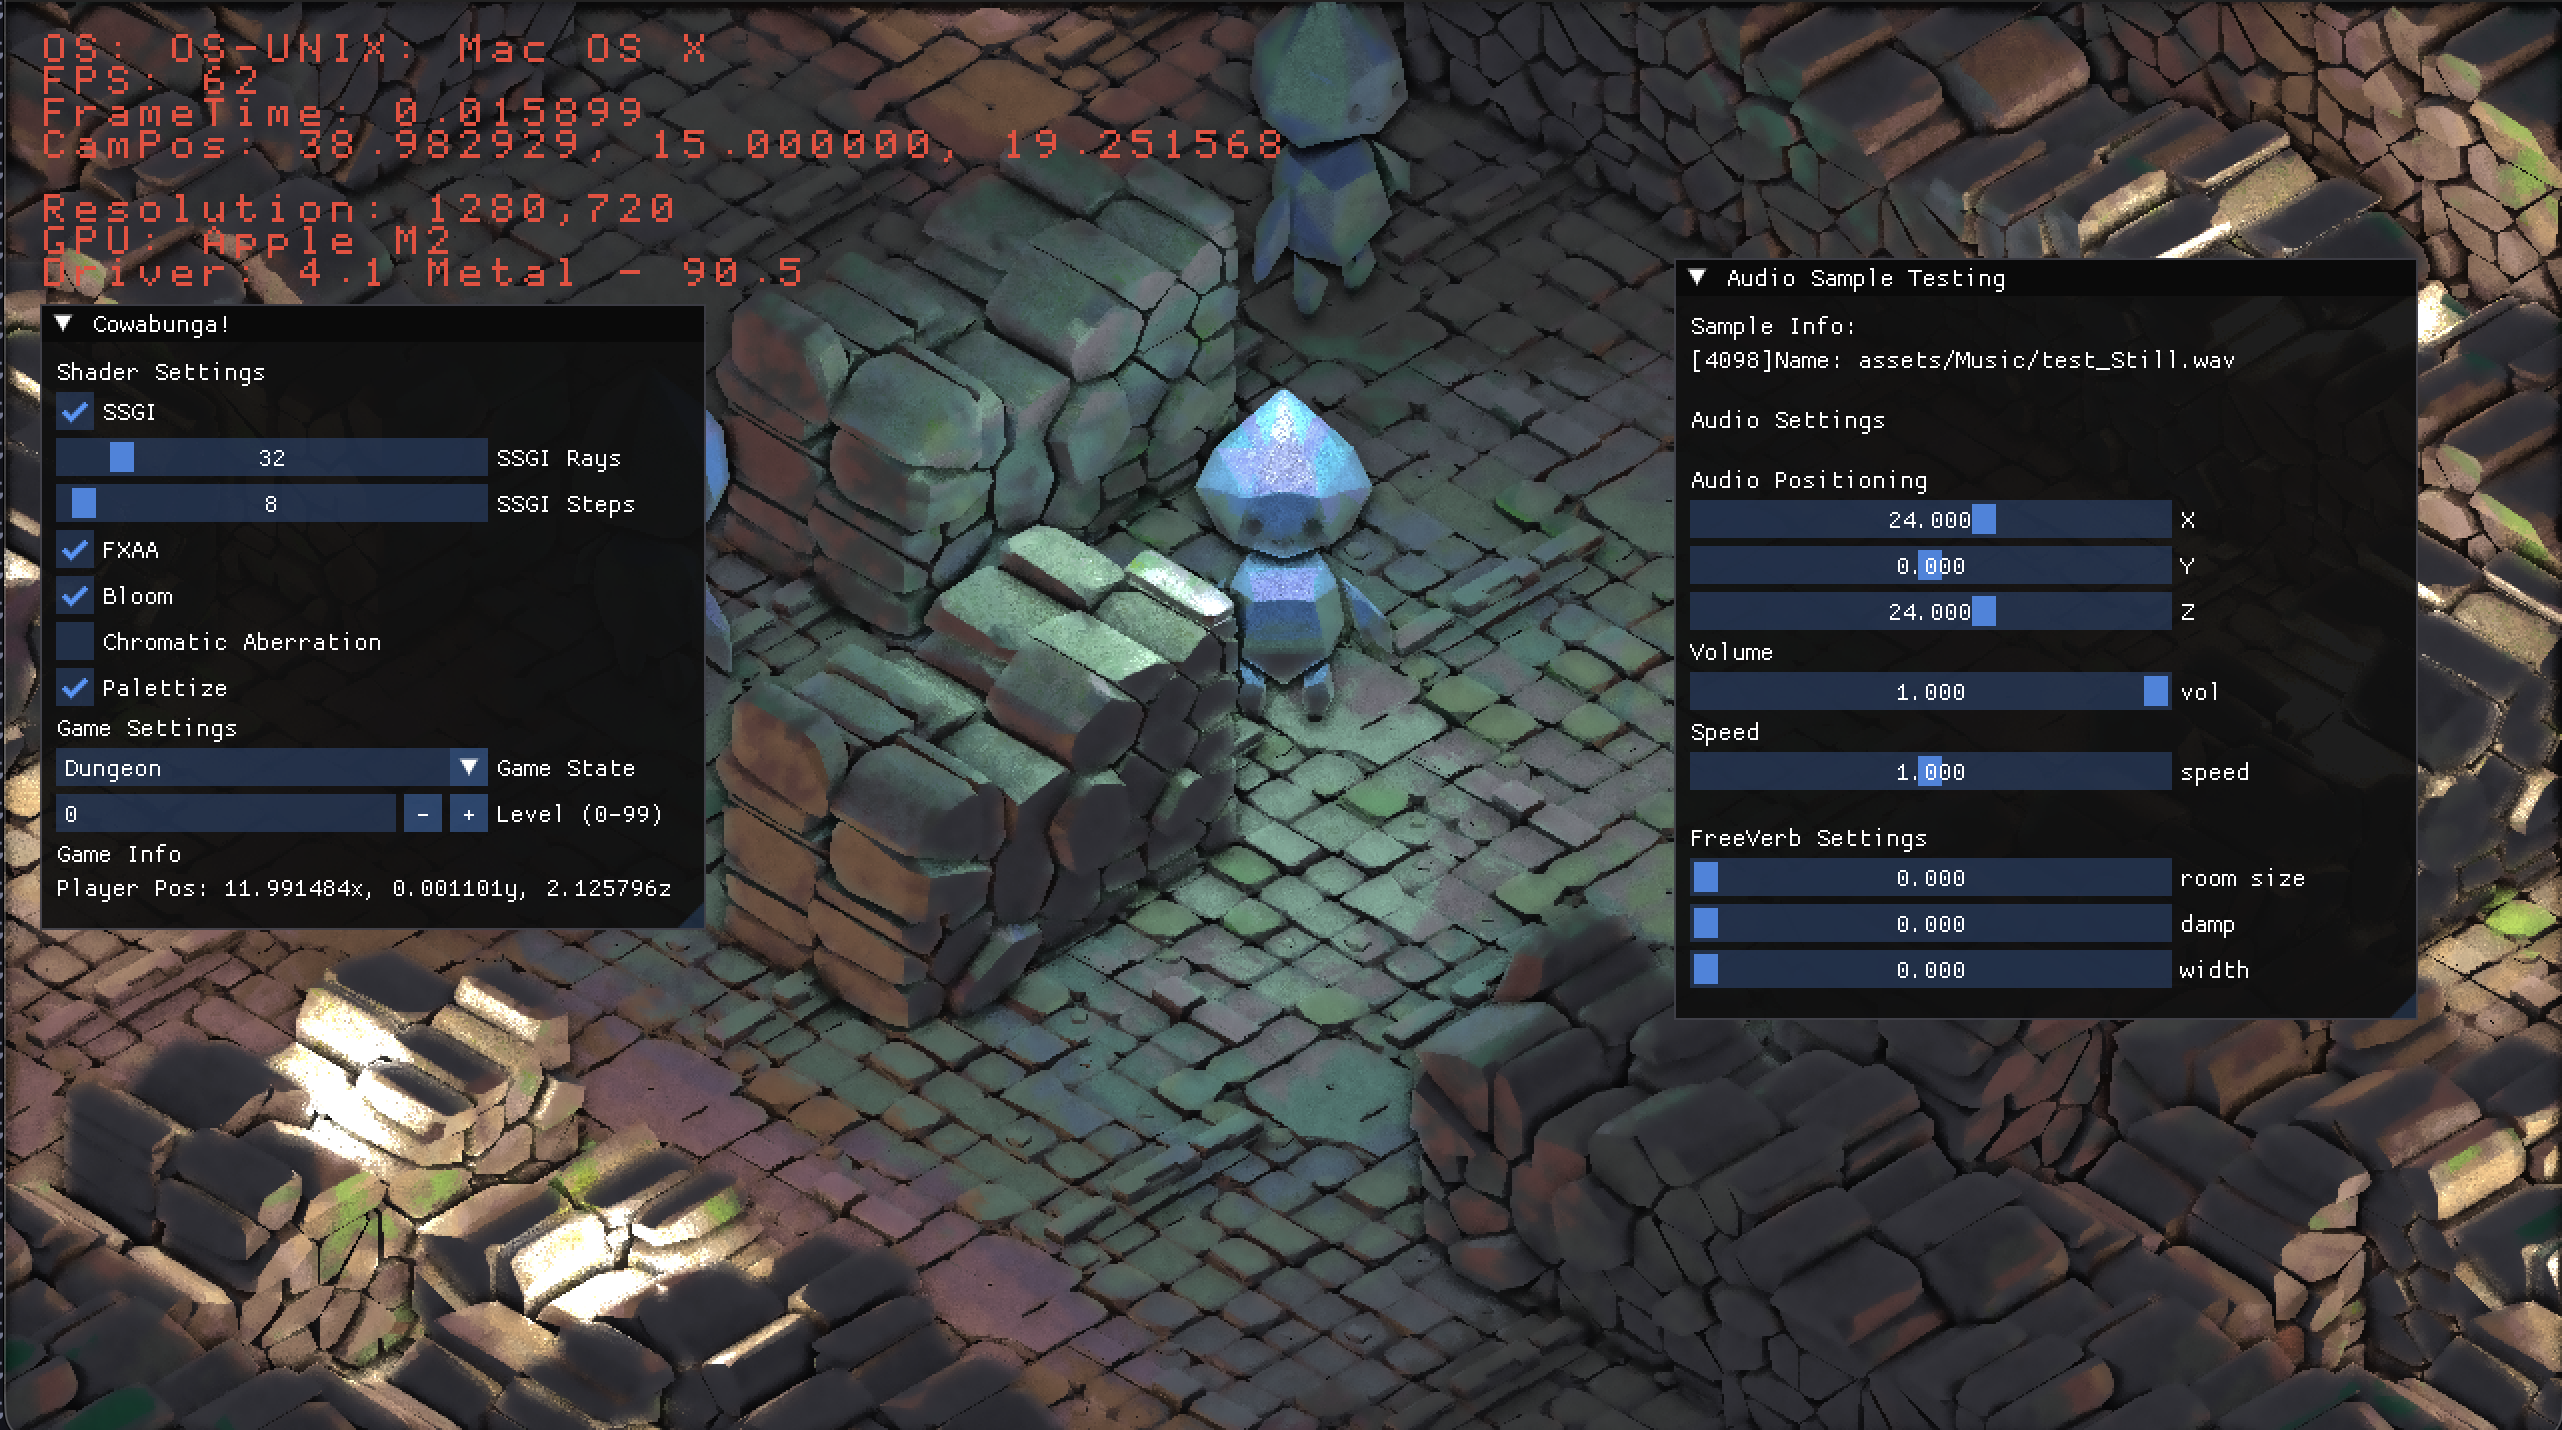 OS: OS-UNIX: Mac OS X
FPS: 62
FrameTime: 0.015899
CamPos: 38.982929, 15.000000, 19.251568
Resolution: 1280,720
GPU: Apple M2
Driver: 4.1 Metal - 90.5
Cowabunga!
Shader Settings
SSGI
32 SSGI Rays
8 SSGI Steps
FXAA
Bloom
Chromatic Aberration
Palettize
Game Settings
Dungeon Game State
0 - + Level (0-99)
Game Info
Player Pos: 11.991484x, 0.001101y, 2.125796z
Audio Sample Testing
Sample Info:
[4098]Name: assets/Music/test_Still.wav
Audio Settings
Audio Positioning
24.000 X
0.000 Y
24.000 Z
Volume
1.000 vol
Speed
1.000 speed
FreeVerb Settings
0.000 room size
0.000 damp
0.000 width